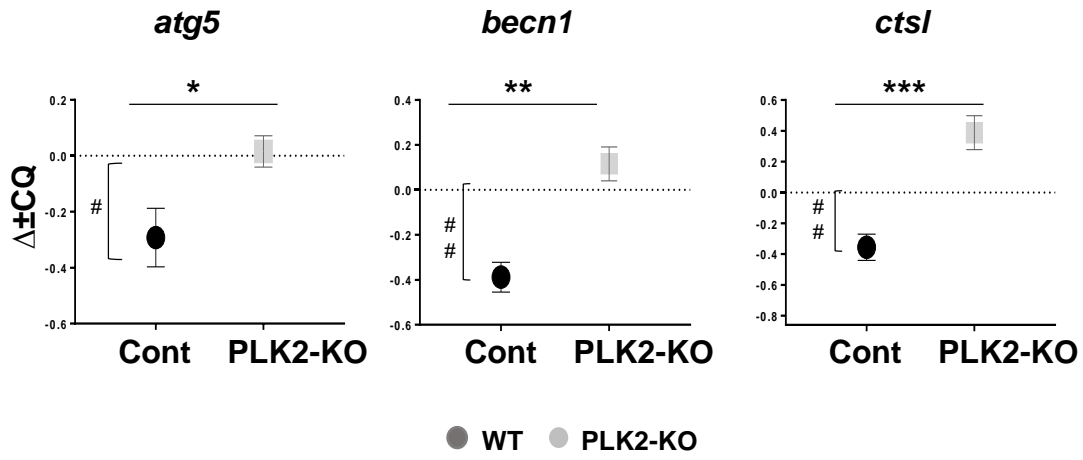 atg5
becn1
ctsl
*
**
***
Δ±CQ
0.2
0.0
-0.2
-0.4
-0.6
#
Cont
PLK2-KO
0.4
0.2
0.0
-0.2
-0.4
-0.6
#
#
Cont
PLK2-KO
0.6
0.4
0.2
0.0
-0.2
-0.4
-0.6
-0.8
#
#
Cont
PLK2-KO
WT
PLK2-KO